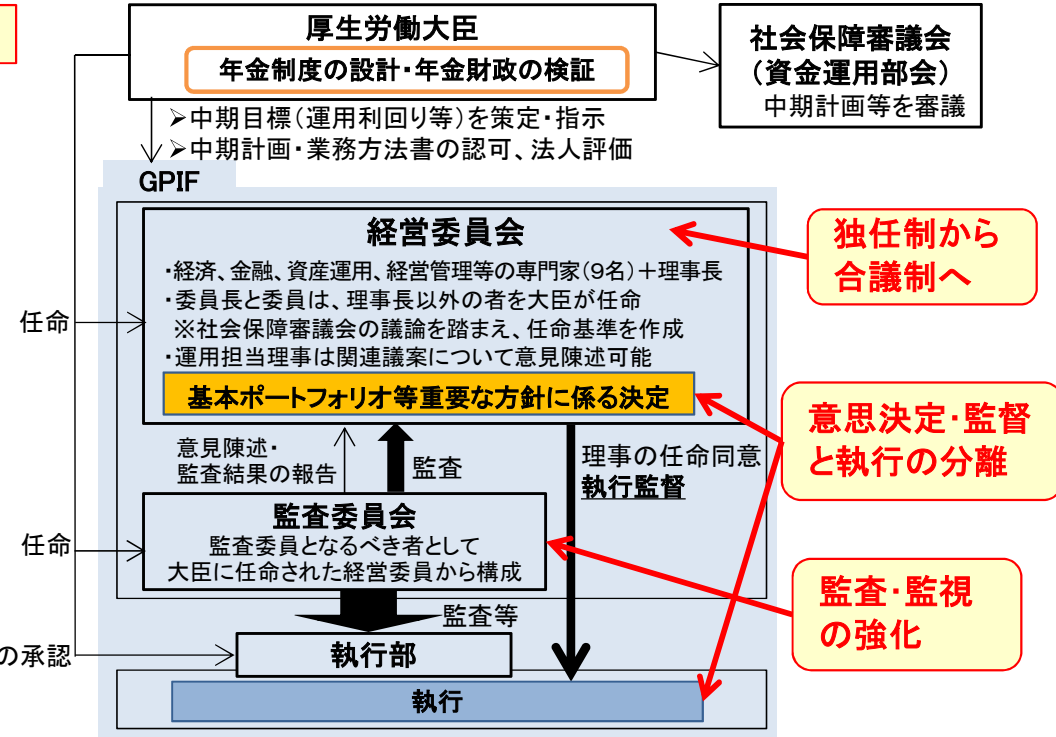 厚生労働大臣
年金制度の設計・年金財政の検証
社会保障審議会
（資金運用部会）
中期計画等を審議
➢中期目標（運用利回り等）を策定・指示
➢中期計画・業務方法書の認可、法人評価
GPIF
経営委員会
・経済、金融、資産運用、経営管理等の専門家（9名）＋理事長
・委員長と委員は、理事長以外の者を大臣が任命
※社会保障審議会の議論を踏まえ、任命基準を作成
・運用担当理事は関連議案について意見陳述可能
基本ポートフォリオ等重要な方針に係る決定
独任制から
合議制へ
任命
意見陳述・
監査結果の報告
監査
理事の任命同意
執行監督
意思決定・監督
と執行の分離
監査委員会
監査委員となるべき者として
大臣に任命された経営委員から構成
任命
監査等
監査・監視
の強化
の承認
執行部
執行